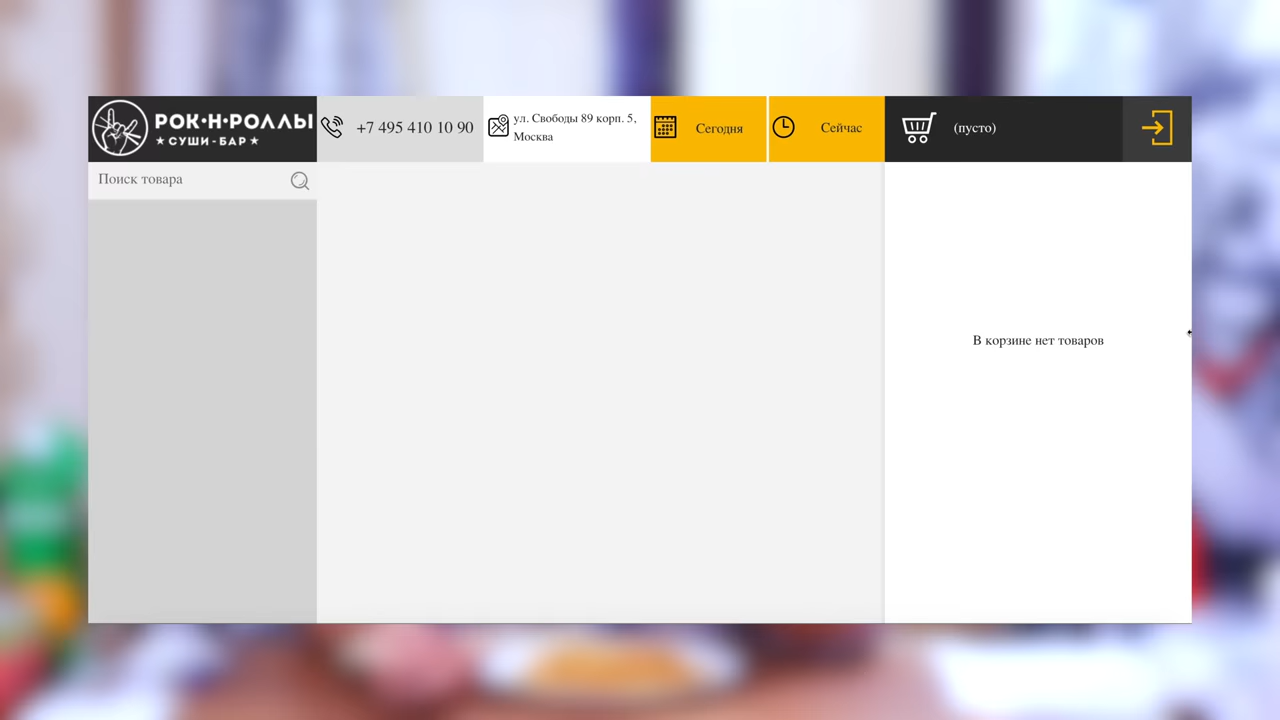 РОК·Н·РОЛЛЫ
★ СУШИ-БАР ★
+7 495 410 10 90
ул. Свободы 89 корп. 5,
Москва
Сегодня
Сейчас
(пусто)
Поиск товара
В корзине нет товаров